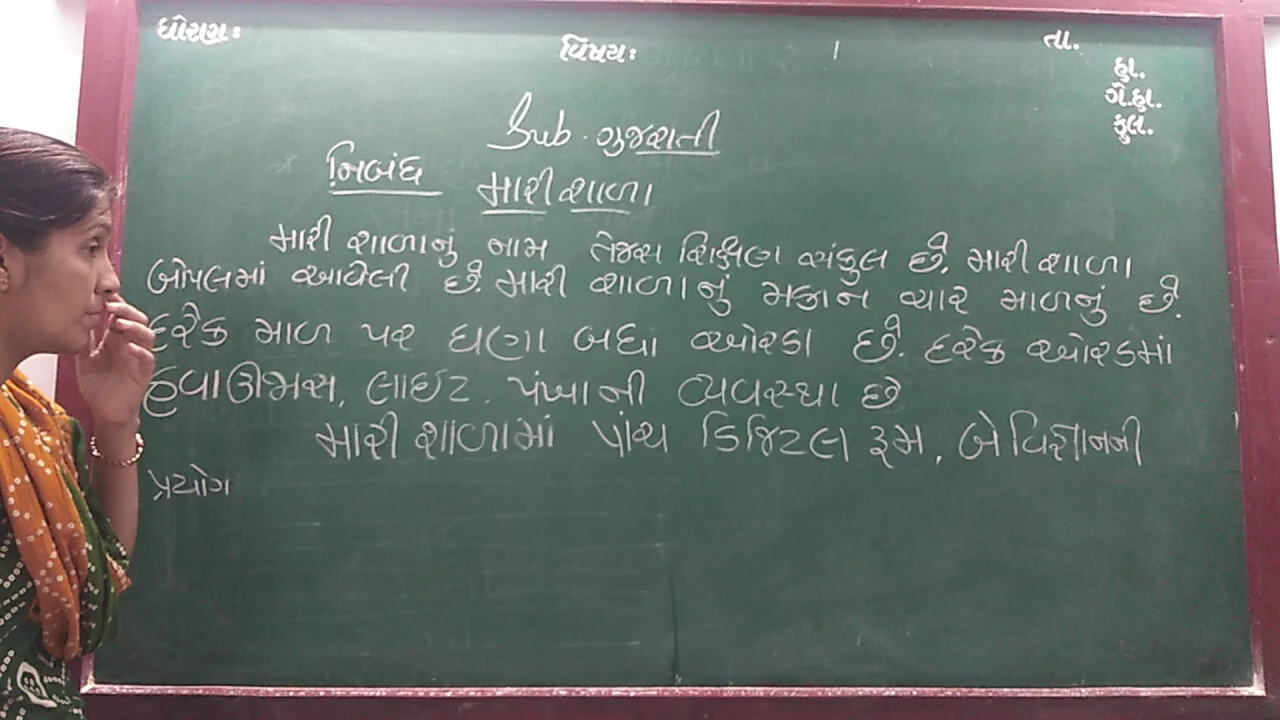 ધોરણઃ
વિષયઃ
તા.
હા.
ગે.હા.
કુલ.
Sub. ગુજરાતી
નિબંધ મારી શાળા
મારી શાળાનું નામ તેજસ શિક્ષણ સંકુલ છે. મારી શાળા
બોપલમાં આવેલી છે. મારી શાળાનું મકાન ચાર માળનું છે.
દરેક માળ પર ઘણા બધા ઓરડા છે. દરેક ઓરડામાં
હવાઉજાસ, લાઇટ. પંખાની વ્યવસ્થા છે
મારી શાળામાં પાંચ ડિજિટલ રૂમ, બે વિજ્ઞાનની
પ્રયોગ